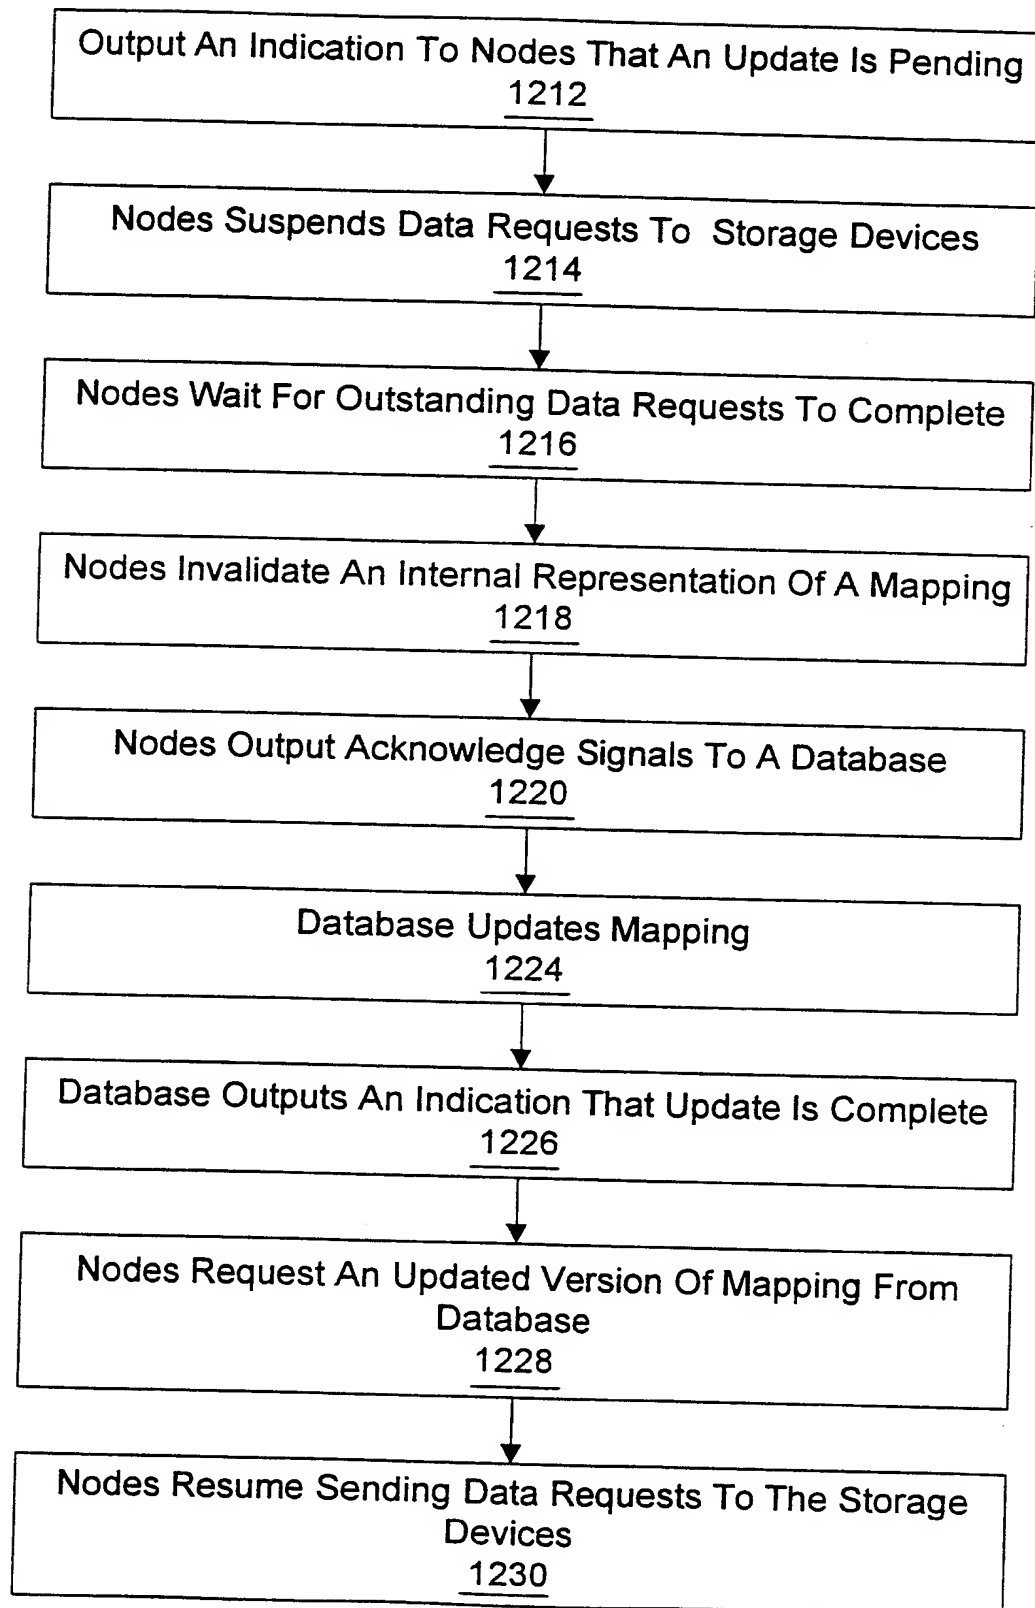 Output An Indication To Nodes That An Update Is Pending
1212
Nodes Suspends Data Requests To Storage Devices
1214
Nodes Wait For Outstanding Data Requests To Complete
1216
Nodes Invalidate An Internal Representation Of A Mapping
1218
Nodes Output Acknowledge Signals To A Database
1220
Database Updates Mapping
1224
Database Outputs An Indication That Update Is Complete
1226
Nodes Request An Updated Version Of Mapping From
Database
1228
Nodes Resume Sending Data Requests To The Storage
Devices
1230